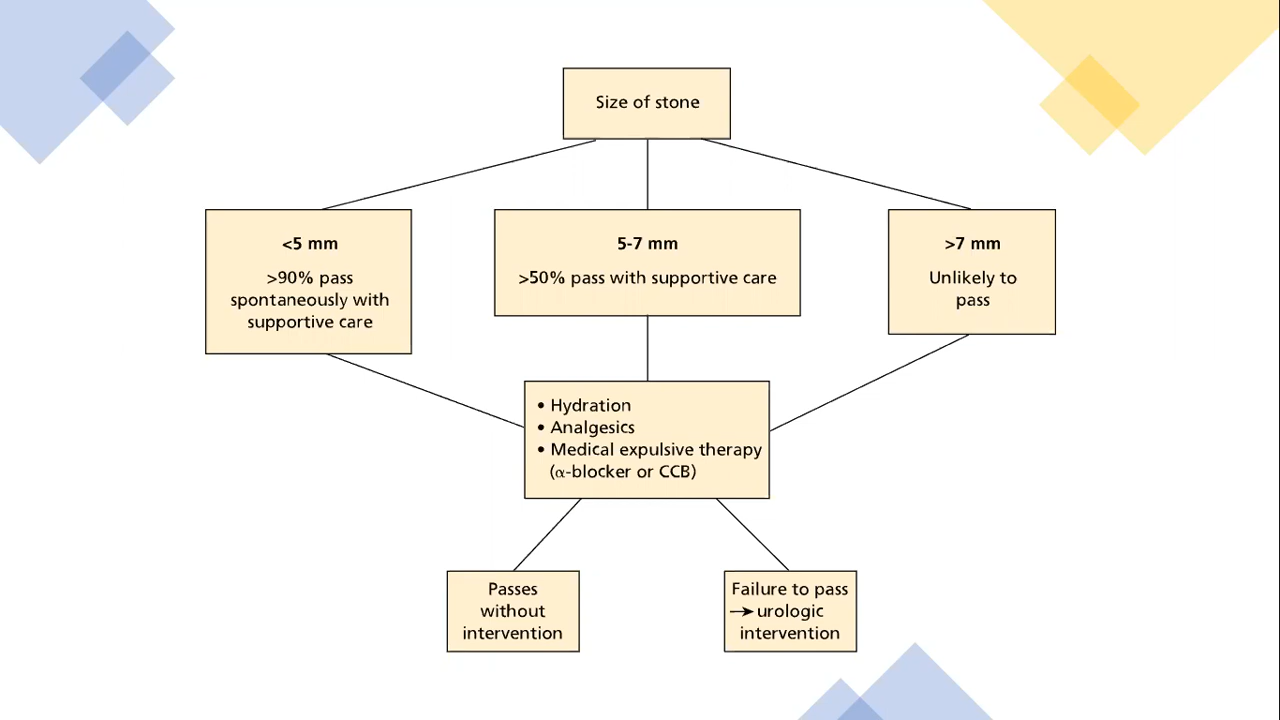 Size of stone
<5 mm
>90% pass
spontaneously with
supportive care
5-7 mm
>50% pass with supportive care
>7 mm
Unlikely to
pass
• Hydration
• Analgesics
• Medical expulsive therapy
(α-blocker or CCB)
Passes
without
intervention
Failure to pass
→ urologic
intervention